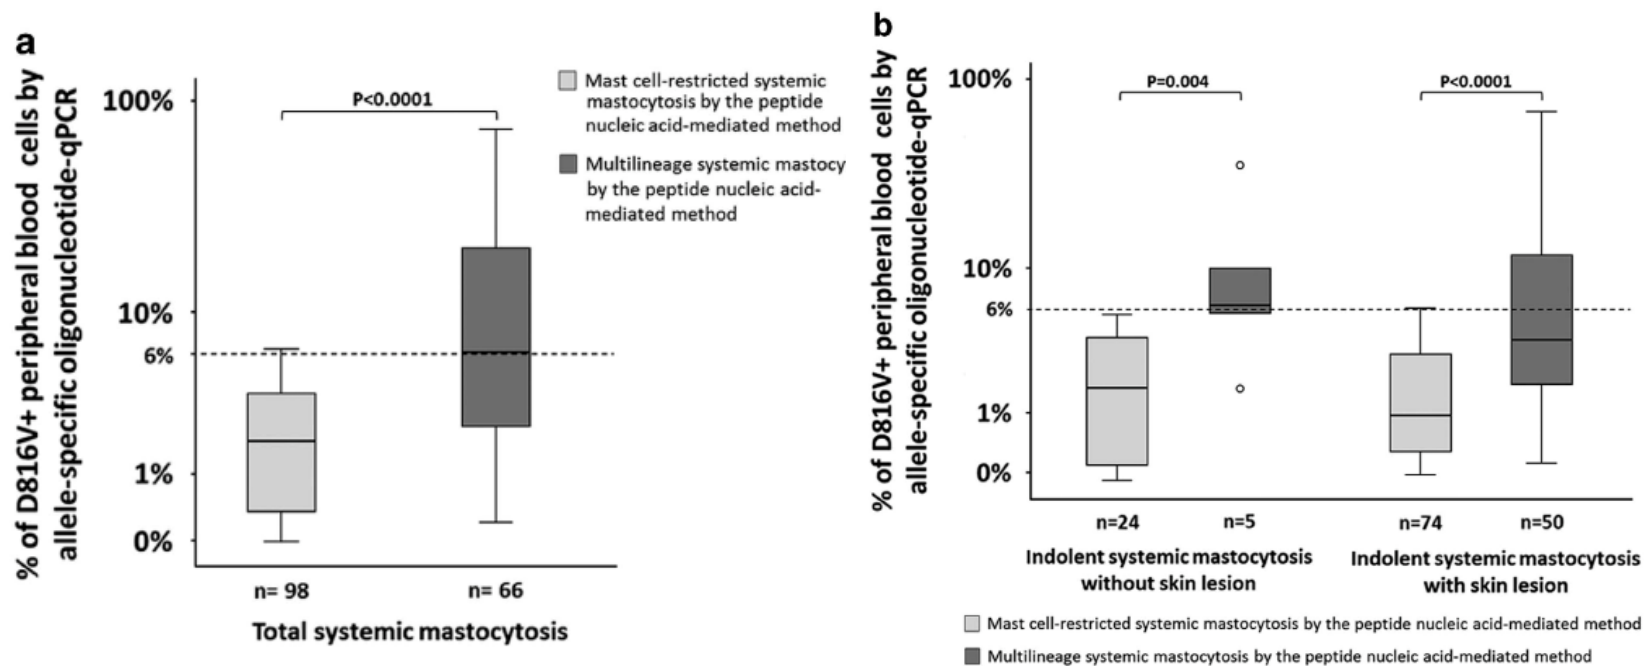 a
% of D816V+ peripheral blood cells by
allele-specific oligonucleotide-qPCR
100%
10%
6%
1%
0%
P<0.0001
Mast cell-restricted systemic
mastocytosis by the peptide
nucleic acid-mediated method
Multilineage systemic mastocy
by the peptide nucleic acid-
mediated method
n= 98
n= 66
Total systemic mastocytosis
b
% of D816V+ peripheral blood cells by
allele-specific oligonucleotide-qPCR
100%
10%
6%
1%
0%
P=0.004
P<0.0001
n=24
n=5
n=74
n=50
Indolent systemic mastocytosis
without skin lesion
Indolent systemic mastocytosis
with skin lesion
Mast cell-restricted systemic mastocytosis by the peptide nucleic acid-mediated method
Multilineage systemic mastocytosis by the peptide nucleic acid-mediated method